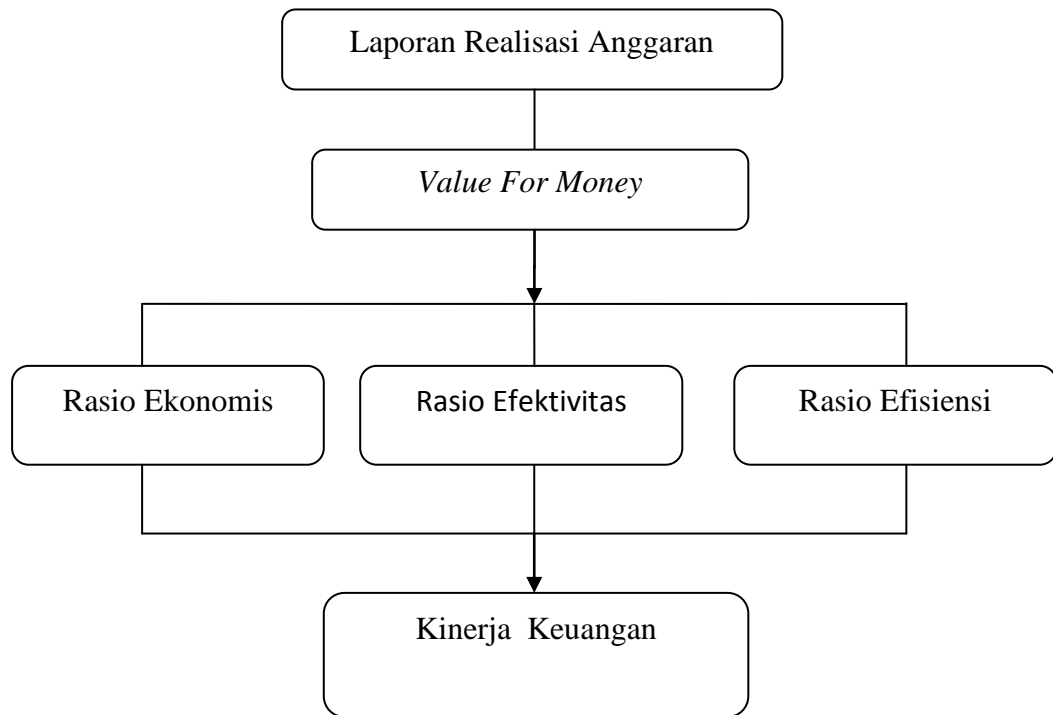 Laporan Realisasi Anggaran
Value For Money
Rasio Ekonomis
Rasio Efektivitas
Rasio Efisiensi
Kinerja Keuangan